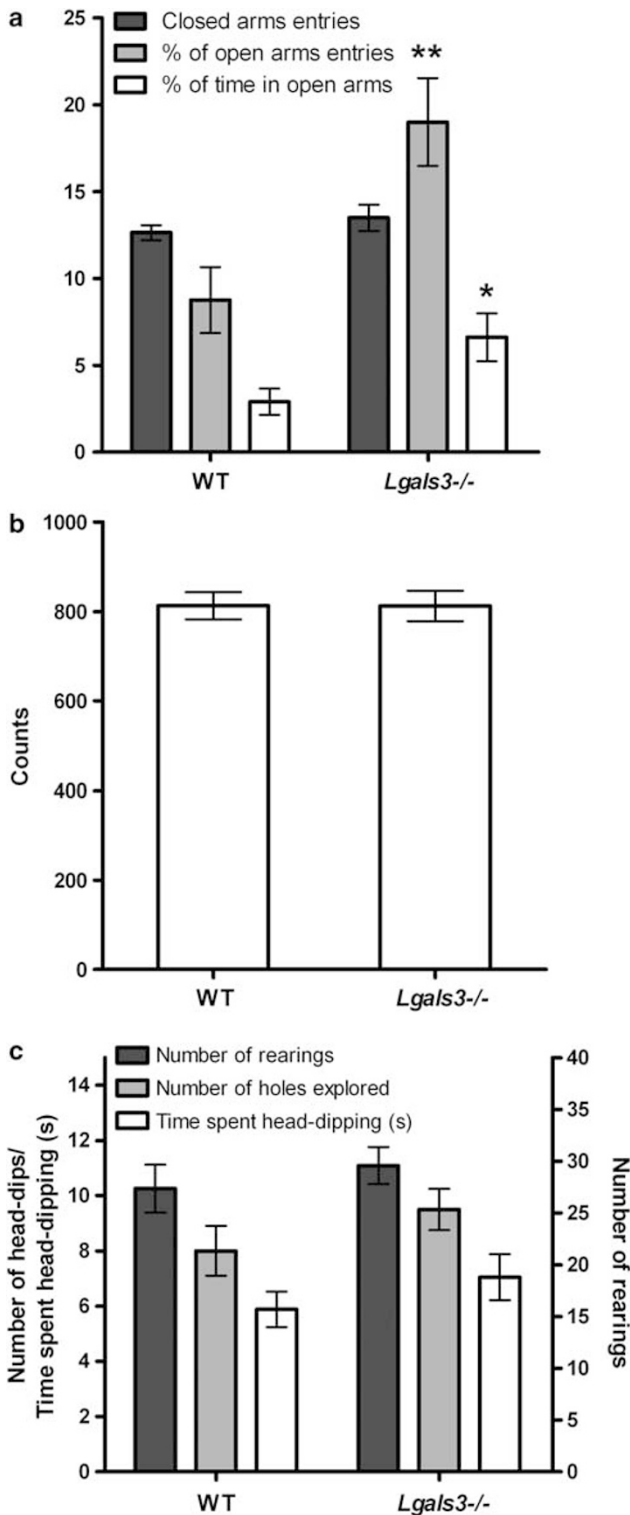 a
Closed arms entries
% of open arms entries
% of time in open arms
25
20
15
10
5
0
**
*
WT
Lgals3-/-
b
1000
800
600
400
200
0
Counts
WT
Lgals3-/-
c
Number of rearings
Number of holes explored
Time spent head-dipping (s)
14
12
10
8
6
4
2
0
Number of head-dips/
Time spent head-dipping (s)
40
35
30
25
20
15
10
5
0
Number
of rearings
WT
Lgals3-/-